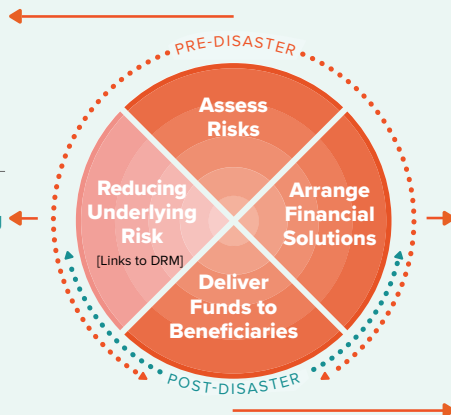 PRE-DISASTER
Assess
Risks
Reducing
Underlying
Risk
[Links to DRM]
Arrange
Financial
Solutions
Deliver
Funds to
Beneficiaries
POST-DISASTER